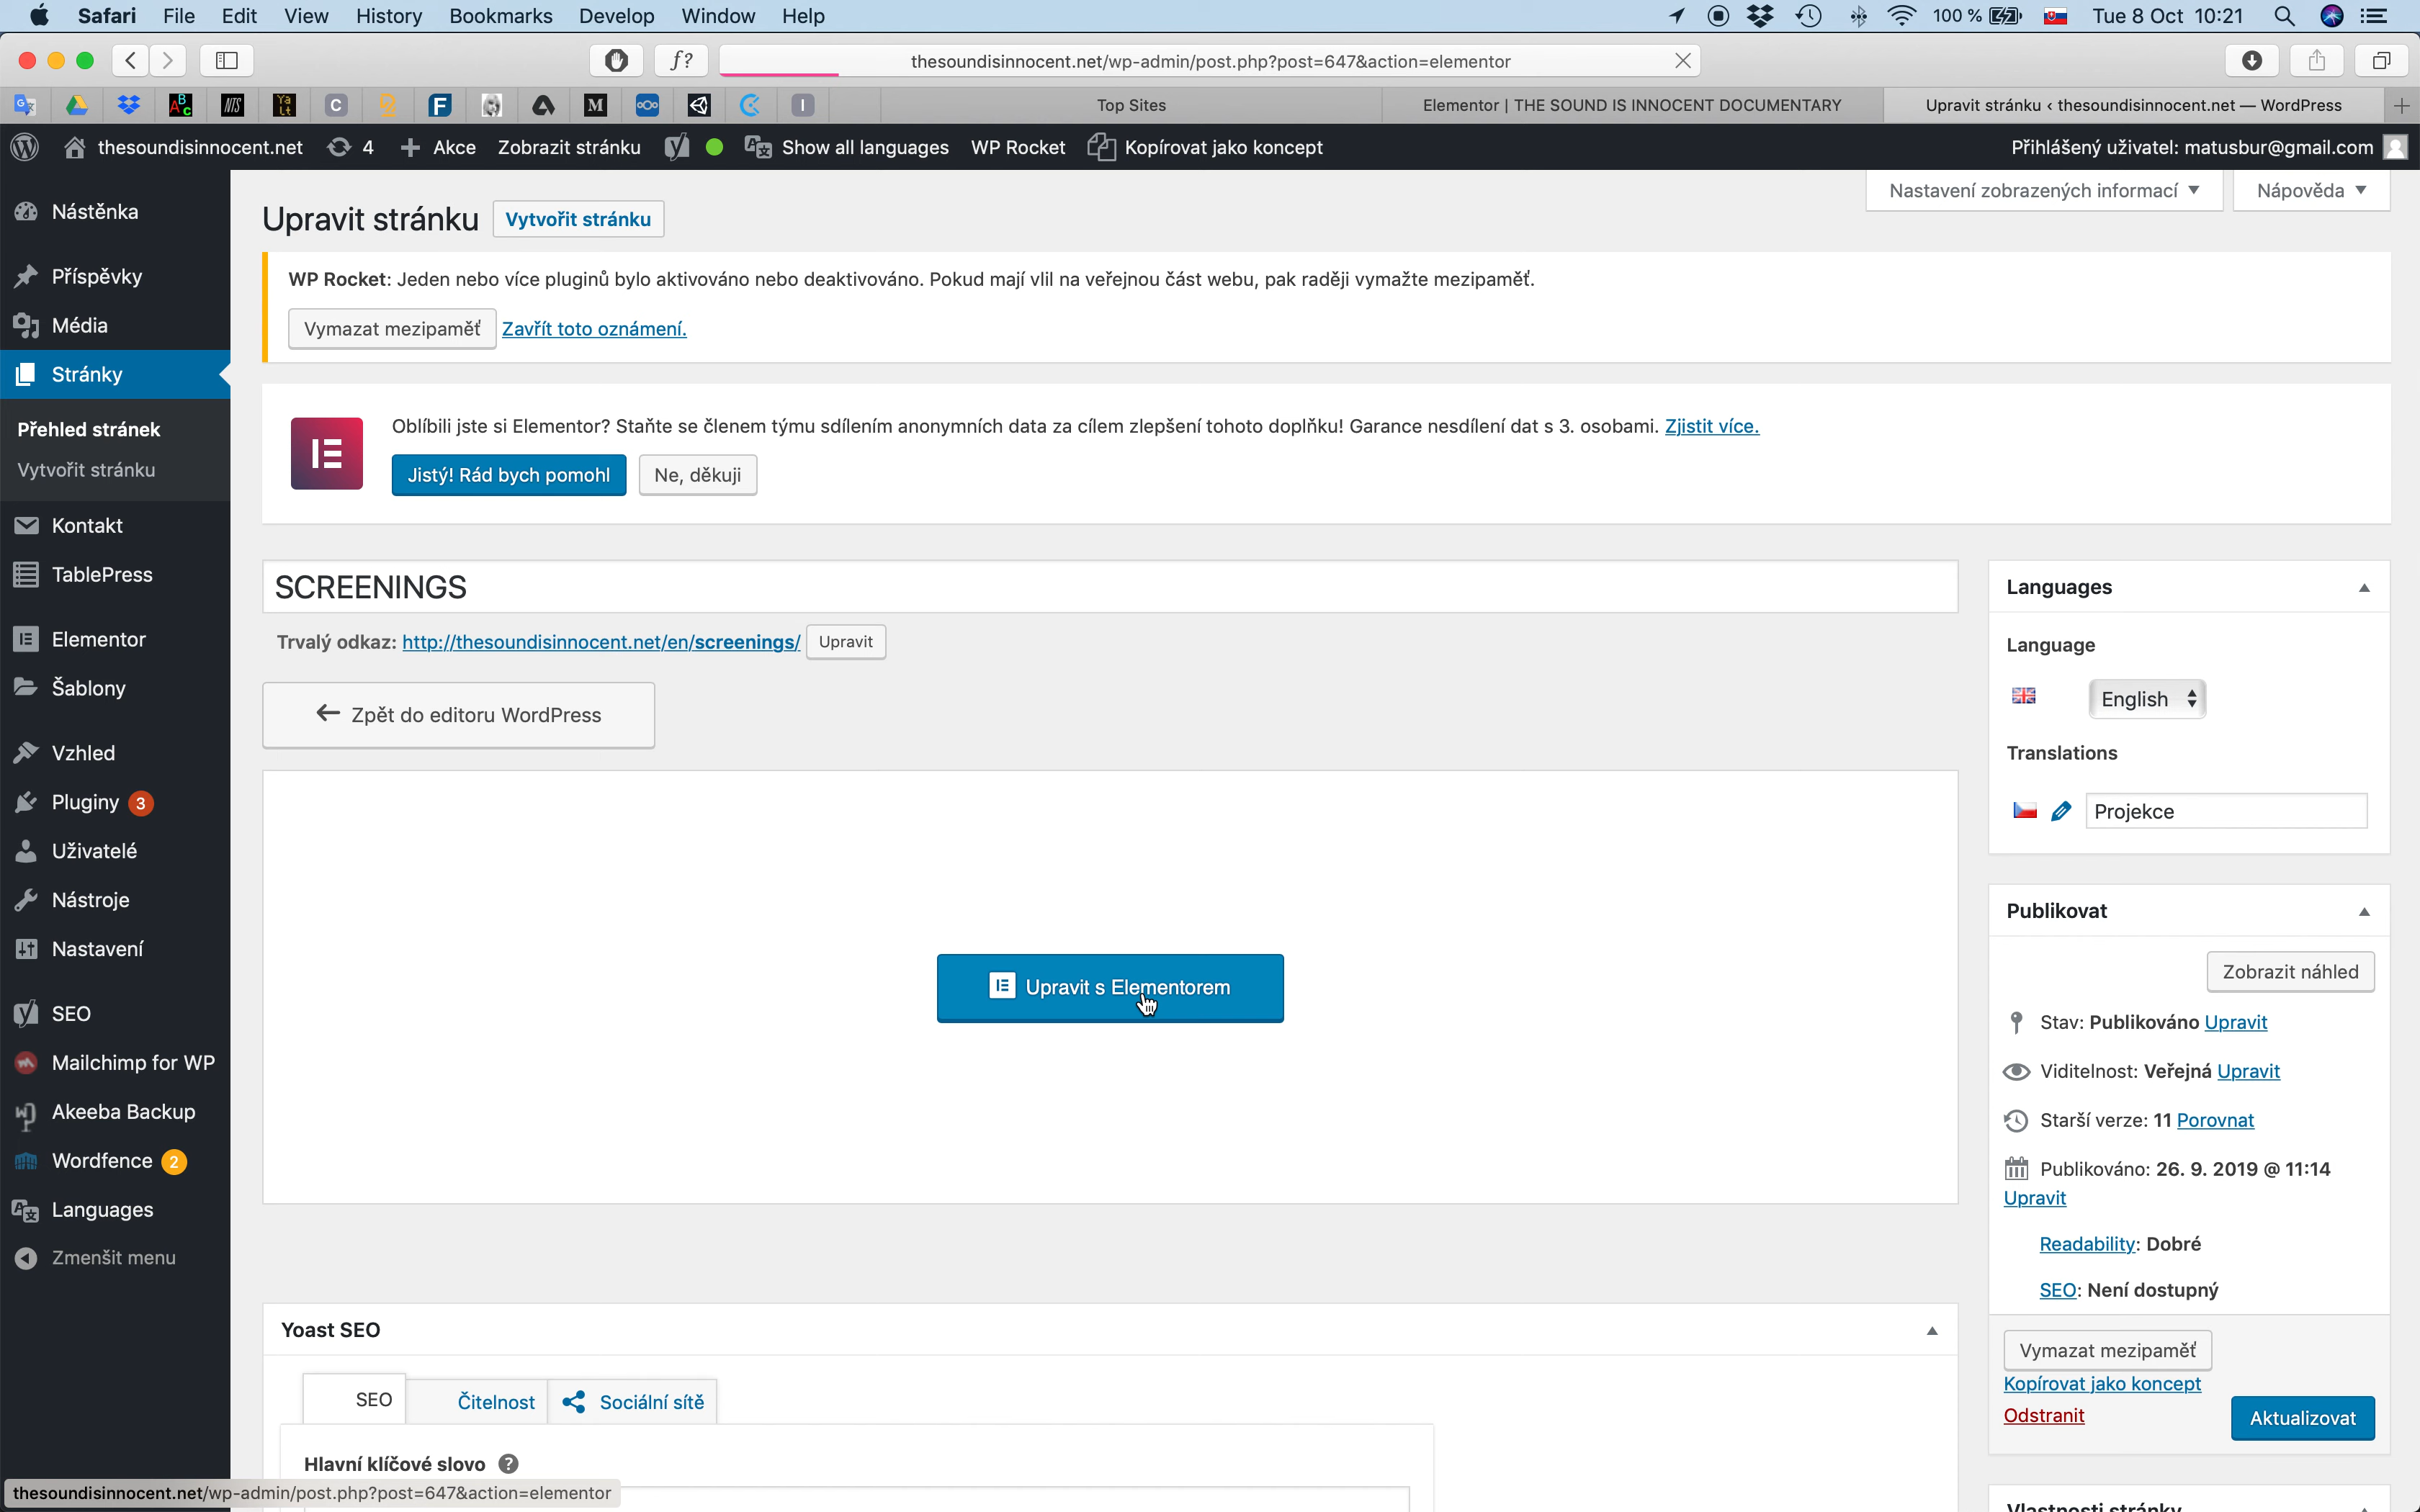 Safari File Edit View History Bookmarks Develop Window Help 100 % Tue 8 Oct 10:21
f? thesoundisinnocent.net/wp-admin/post.php?post=647&action=elementor
ABC NTS Ya lt C F M I Top Sites Elementor | THE SOUND IS INNOCENT DOCUMENTARY Upravit stránku ‹ thesoundisinnocent.net — WordPress
thesoundisinnocent.net 4 Akce Zobrazit stránku Show all languages WP Rocket Kopírovat jako koncept Přihlášený uživatel: matusbur@gmail.com
Nastavení zobrazených informací Nápověda
Nástěnka
Příspěvky
Média
Stránky
Přehled stránek
Vytvořit stránku
Kontakt
TablePress
Elementor
Šablony
Vzhled
Pluginy 3
Uživatelé
Nástroje
Nastavení
SEO
Mailchimp for WP
Akeeba Backup
Wordfence 2
Languages
Zmenšit menu
Upravit stránku Vytvořit stránku
WP Rocket: Jeden nebo více pluginů bylo aktivováno nebo deaktivováno. Pokud mají vlil na veřejnou část webu, pak raději vymažte mezipaměť.
Vymazat mezipaměť Zavřít toto oznámení.
Oblíbili jste si Elementor? Staňte se členem týmu sdílením anonymních data za cílem zlepšení tohoto doplňku! Garance nesdílení dat s 3. osobami. Zjistit více.
Jistý! Rád bych pomohl Ne, děkuji
SCREENINGS
Trvalý odkaz: http://thesoundisinnocent.net/en/screenings/ Upravit
← Zpět do editoru WordPress
Upravit s Elementorem
Yoast SEO
SEO Čitelnost Sociální sítě
Hlavní klíčové slovo ?
Languages
Language
English
Translations
Projekce
Publikovat
Zobrazit náhled
Stav: Publikováno Upravit
Viditelnost: Veřejná Upravit
Starší verze: 11 Porovnat
Publikováno: 26. 9. 2019 @ 11:14
Upravit
Readability: Dobré
SEO: Není dostupný
Vymazat mezipaměť
Kopírovat jako koncept
Odstranit Aktualizovat
Vlastnosti stránky
thesoundisinnocent.net/wp-admin/post.php?post=647&action=elementor